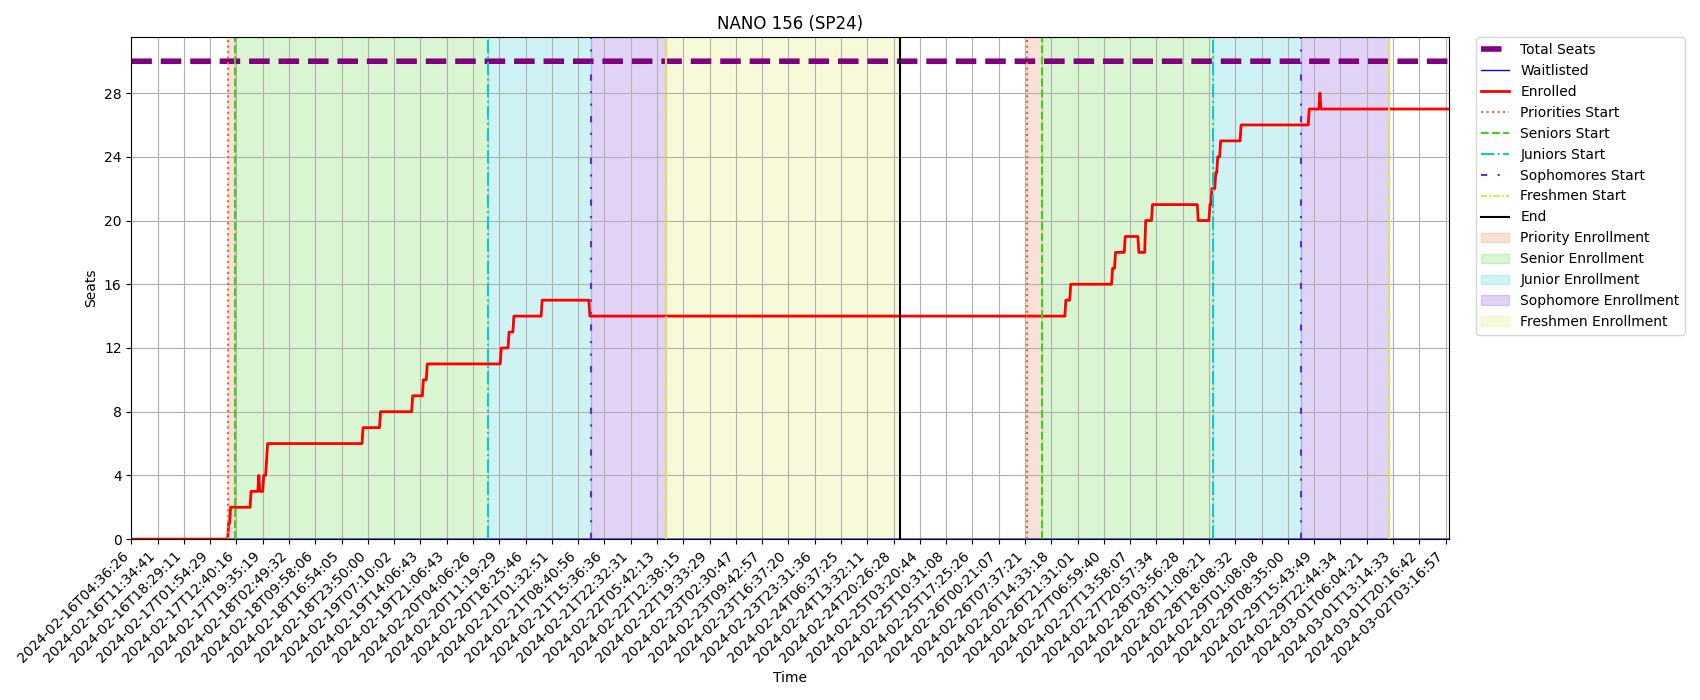 NANO 156 (SP24)
Total Seats
Waitlisted
Enrolled
Priorities Start
Seniors Start
Juniors Start
Sophomores Start
Freshmen Start
End
Priority Enrollment
Senior Enrollment
Junior Enrollment
Sophomore Enrollment
Freshmen Enrollment
Seats
28
24
20
16
12
8
4
0
2024-02-16T04:36:26
2024-02-16T11:34:41
2024-02-16T18:29:11
2024-02-17T01:54:29
2024-02-17T12:40:16
2024-02-17T19:35:19
2024-02-18T02:49:32
2024-02-18T09:58:06
2024-02-18T16:54:05
2024-02-18T23:50:00
2024-02-19T07:10:02
2024-02-19T14:06:43
2024-02-19T21:06:43
2024-02-20T04:06:26
2024-02-20T11:19:29
2024-02-20T18:25:46
2024-02-21T01:32:51
2024-02-21T08:40:56
2024-02-21T15:36:36
2024-02-21T22:32:31
2024-02-22T05:42:13
2024-02-22T12:38:15
2024-02-22T19:33:29
2024-02-23T02:30:47
2024-02-23T09:42:57
2024-02-23T16:37:20
2024-02-23T23:31:36
2024-02-24T06:37:25
2024-02-24T13:32:11
2024-02-24T20:26:28
2024-02-25T03:20:44
2024-02-25T10:31:08
2024-02-25T17:25:26
2024-02-26T00:21:07
2024-02-26T07:37:21
2024-02-26T14:33:18
2024-02-26T21:31:01
2024-02-27T06:59:40
2024-02-27T13:58:07
2024-02-27T20:57:34
2024-02-28T03:56:28
2024-02-28T11:08:21
2024-02-28T18:08:32
2024-02-29T01:08:08
2024-02-29T08:35:00
2024-02-29T15:43:49
2024-02-29T22:44:34
2024-03-01T06:04:21
2024-03-01T13:14:33
2024-03-01T20:16:42
2024-03-02T03:16:57
Time